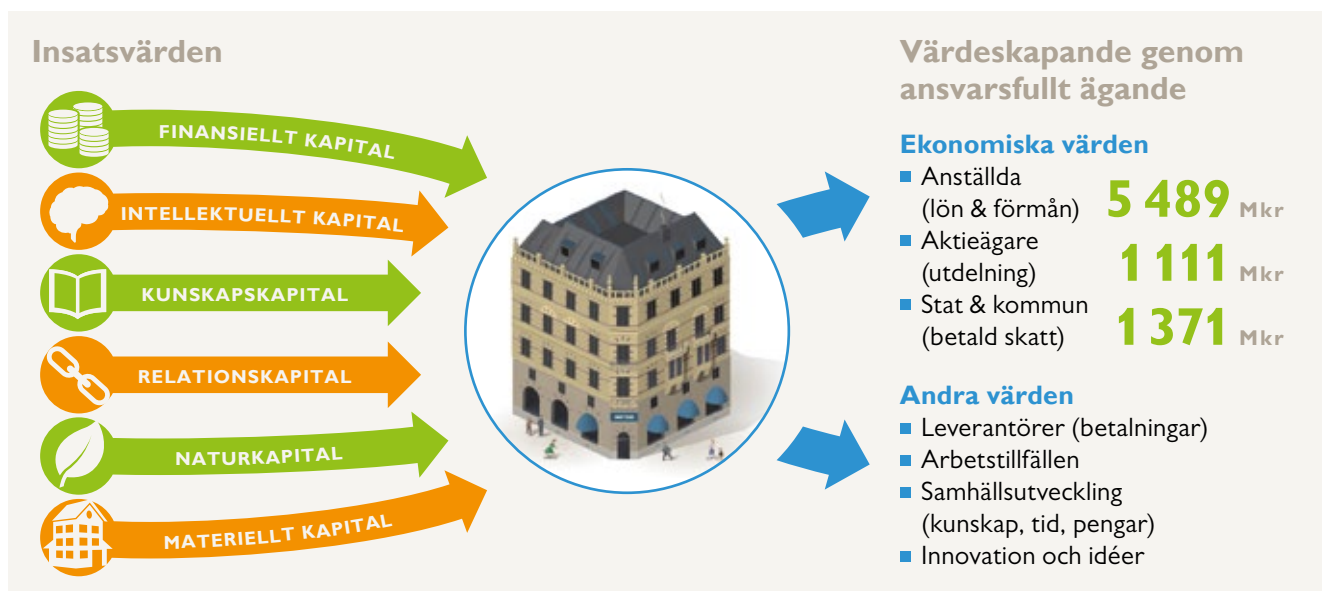 Insatsvärden
FINANSIELLT KAPITAL
INTELLEKTUELLT KAPITAL
KUNSKAPSKAPITAL
RELATIONSKAPITAL
NATURKAPITAL
MATERIELLT KAPITAL
Värdeskapande genom
ansvarsfullt ägande
Ekonomiska värden
▪ Anställda
(lön & förmån) 5 489 Mkr
▪ Aktieägare
(utdelning) 1 111 Mkr
▪ Stat & kommun
(betald skatt) 1 371 Mkr
Andra värden
▪ Leverantörer (betalningar)
▪ Arbetstillfällen
▪ Samhällsutveckling
(kunskap, tid, pengar)
▪ Innovation och idéer